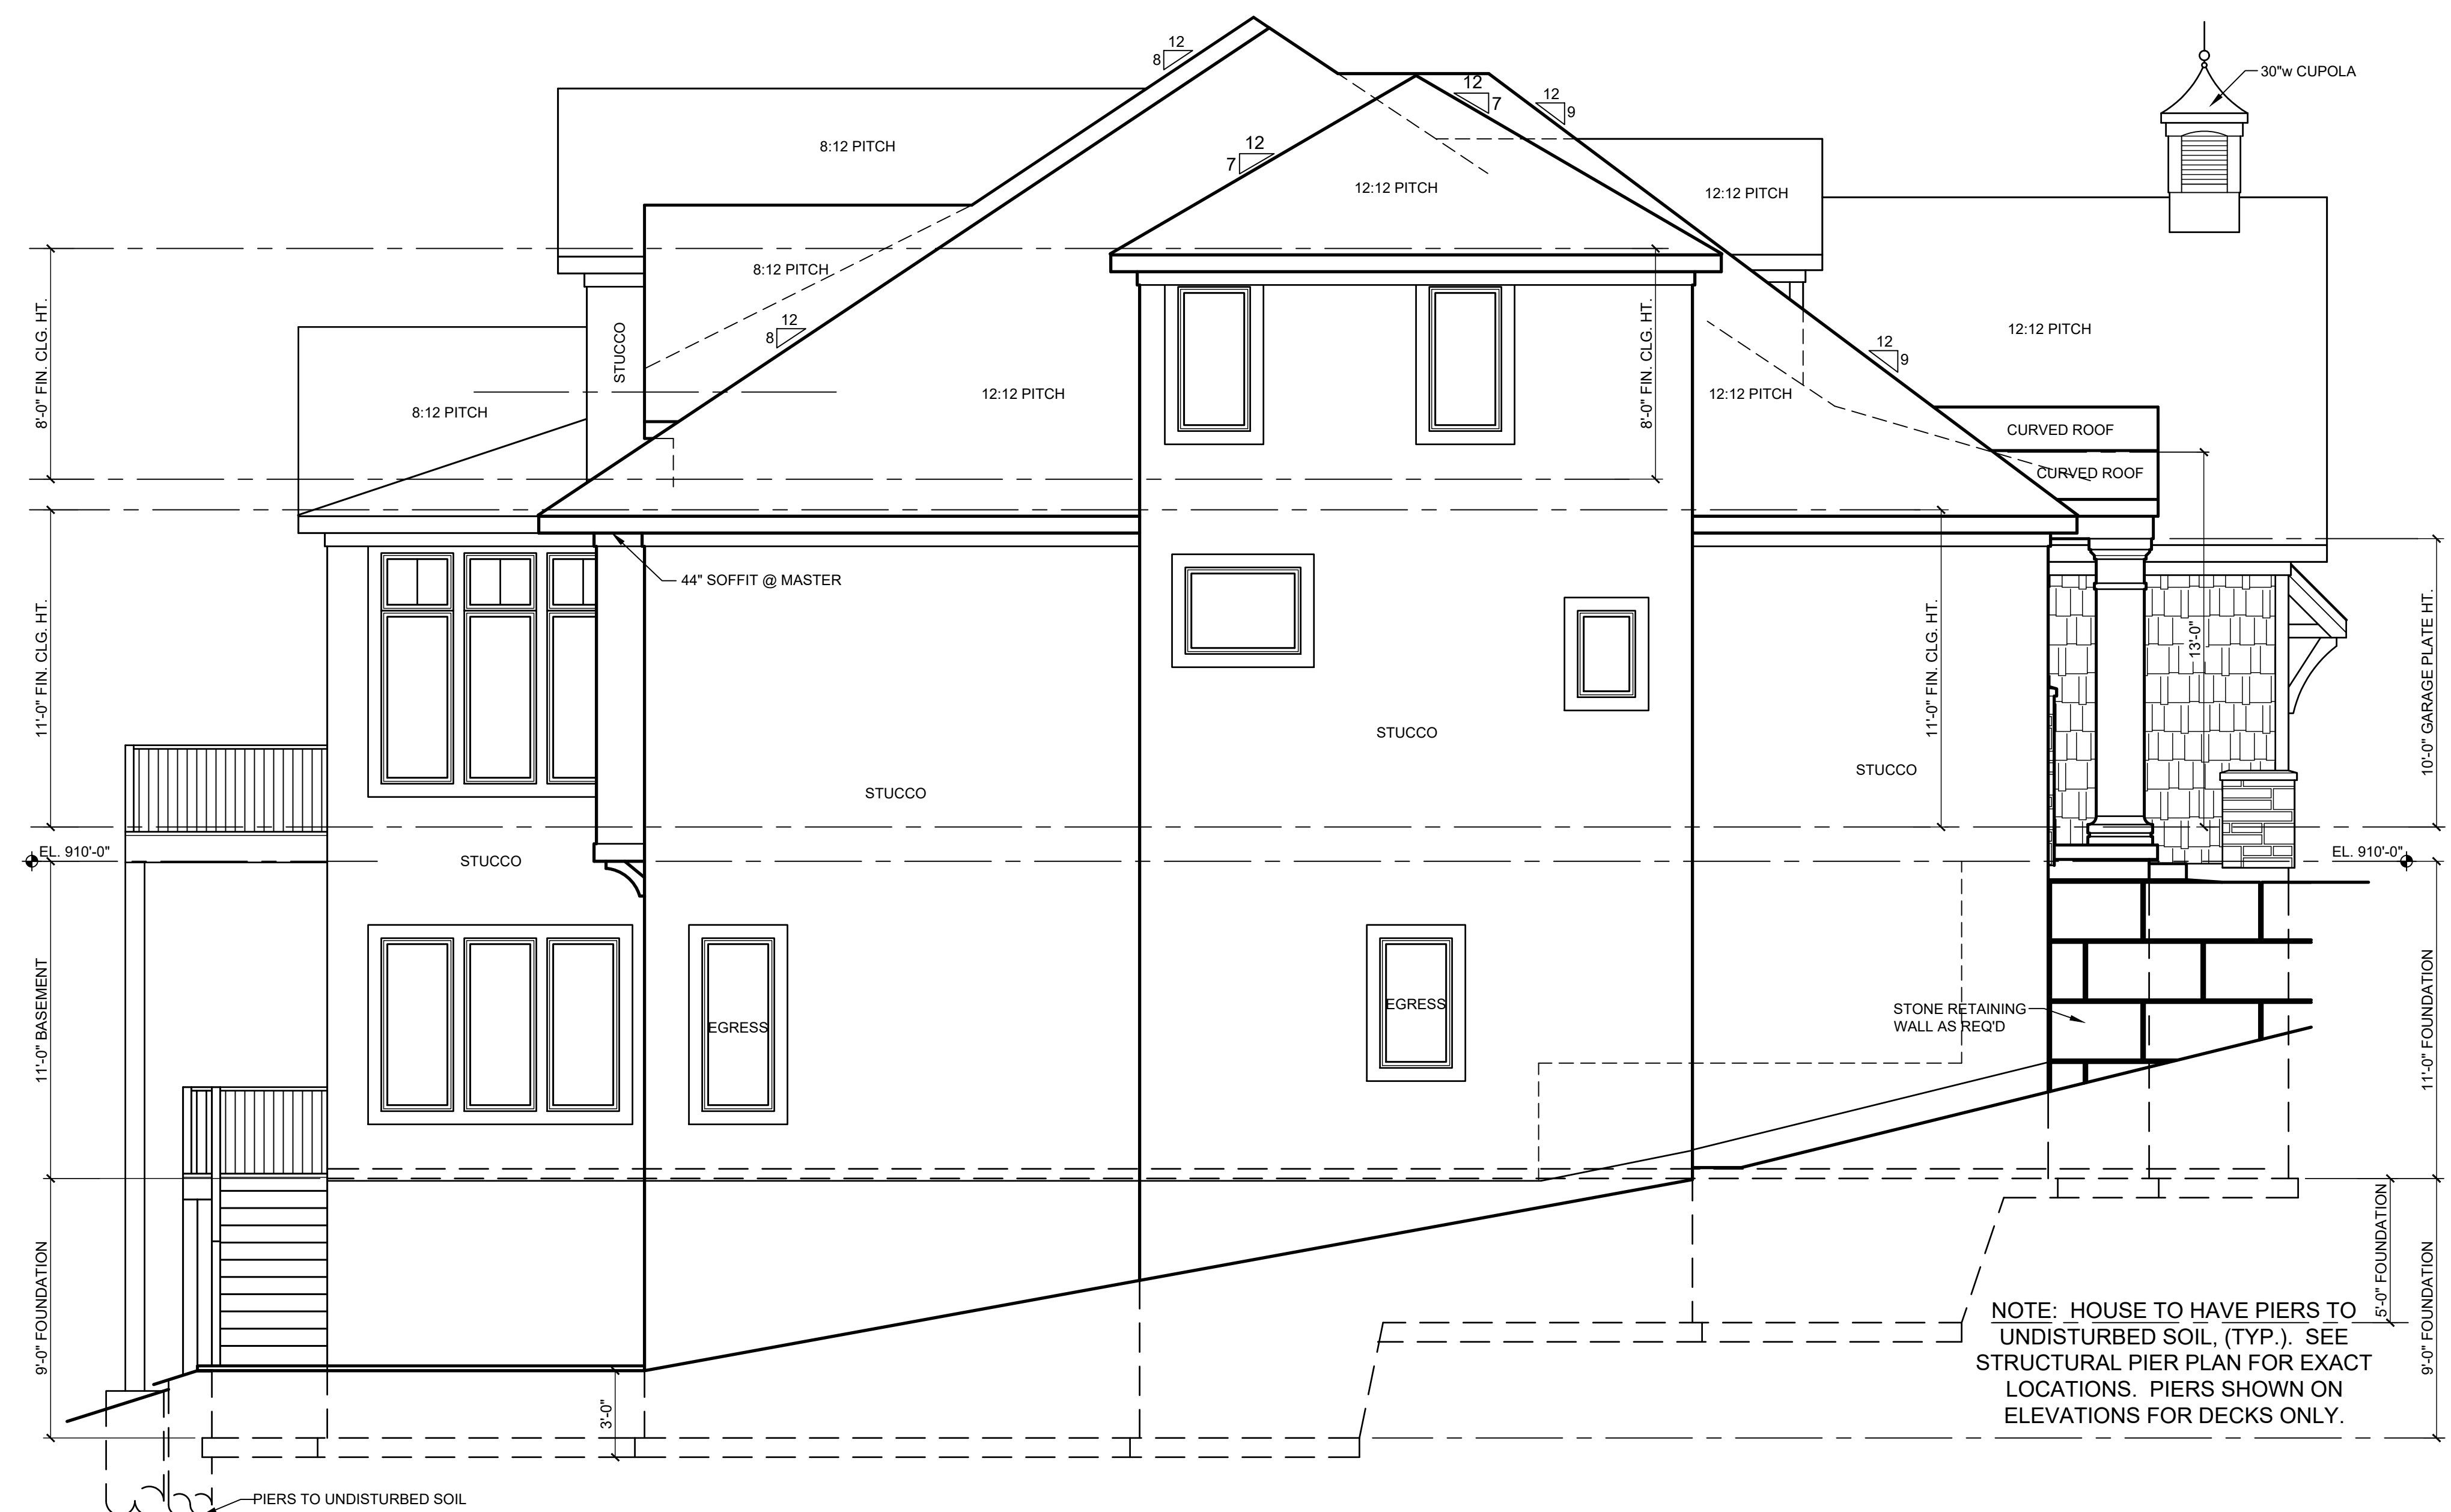 12
8
30"w CUPOLA
12
7
12
9
8:12 PITCH
12
7
12:12 PITCH
12:12 PITCH
8:12 PITCH
12
8
STUCCO
8'-0" FIN. CLG. HT.
8'-0" FIN. CLG. HT.
12:12 PITCH
12
9
8:12 PITCH
12:12 PITCH
12:12 PITCH
CURVED ROOF
CURVED ROOF
44" SOFFIT @ MASTER
11'-0" FIN. CLG. HT.
11'-0" FIN. CLG. HT.
13'-0"
10'-0" GARAGE PLATE HT.
STUCCO
STUCCO
STUCCO
EL. 910'-0"
STUCCO
EL. 910'-0"
11'-0" BASEMENT
EGRESS
EGRESS
STONE RETAINING
WALL AS REQ'D
11'-0" FOUNDATION
9'-0" FOUNDATION
5'-0" FOUNDATION
9'-0" FOUNDATION
3'-0"
NOTE: HOUSE TO HAVE PIERS TO
UNDISTURBED SOIL, (TYP.). SEE
STRUCTURAL PIER PLAN FOR EXACT
LOCATIONS. PIERS SHOWN ON
ELEVATIONS FOR DECKS ONLY.
PIERS TO UNDISTURBED SOIL